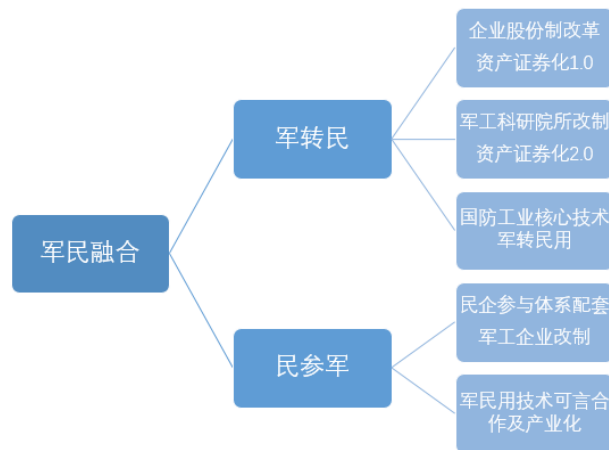 军民融合
军转民
企业股份制改革
资产证券化1.0
军工科研院所改制
资产证券化2.0
国防工业核心技术
军转民用
民参军
民企参与体系配套
军工企业改制
军民用技术可言合
作及产业化